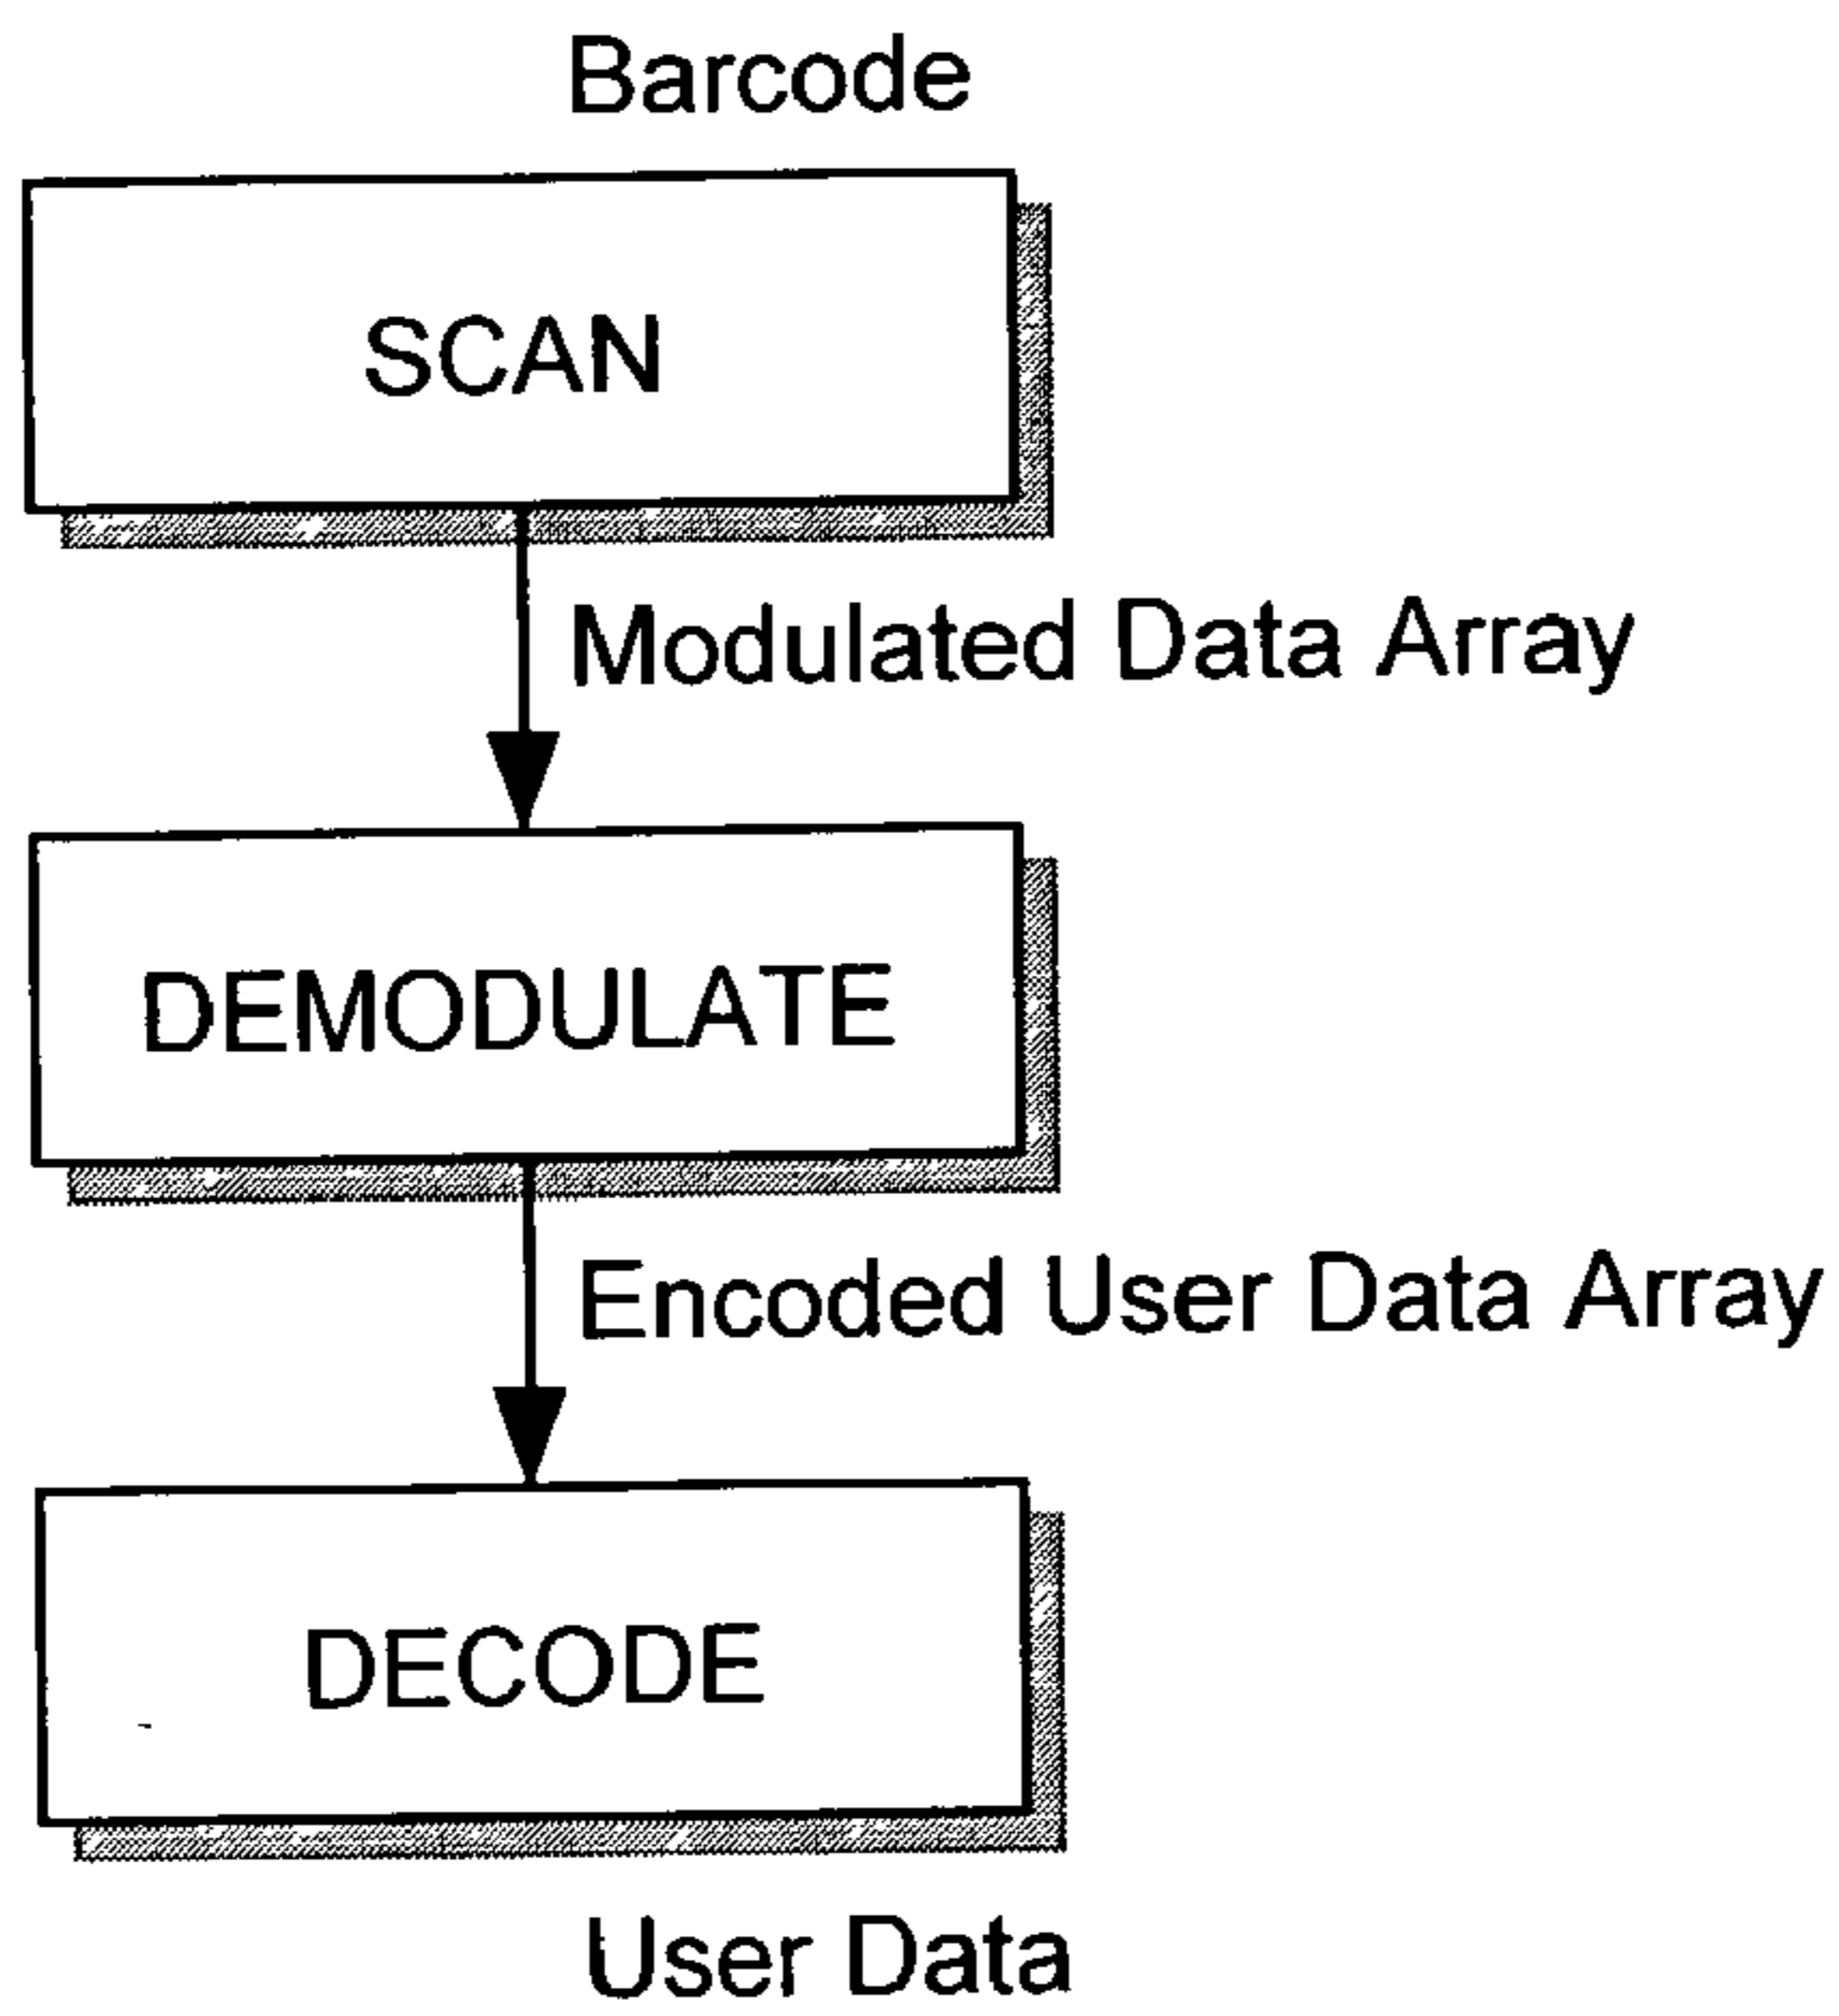 Barcode
SCAN
Modulated Data Array
DEMODULATE
Encoded User Data Array
DECODE
User Data